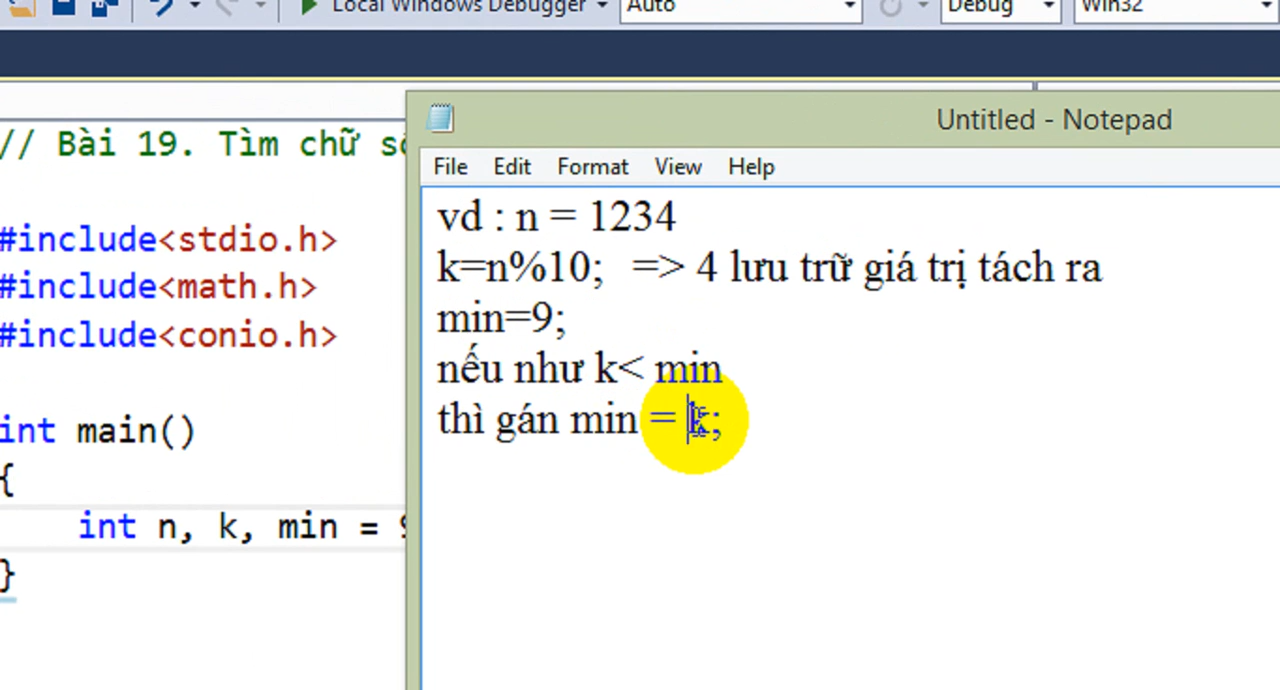 Local Windows Debugger
Auto
Debug
Win32
// Bài 19. Tìm chữ
#include<stdio.h>
#include<math.h>
#include<conio.h>
int main()
{
int n, k, min =
}
Untitled - Notepad
File Edit Format View Help
vd : n = 1234
k=n%10; => 4 lưu trữ giá trị tách ra
min=9;
nếu như k< min
thì gán min = k;